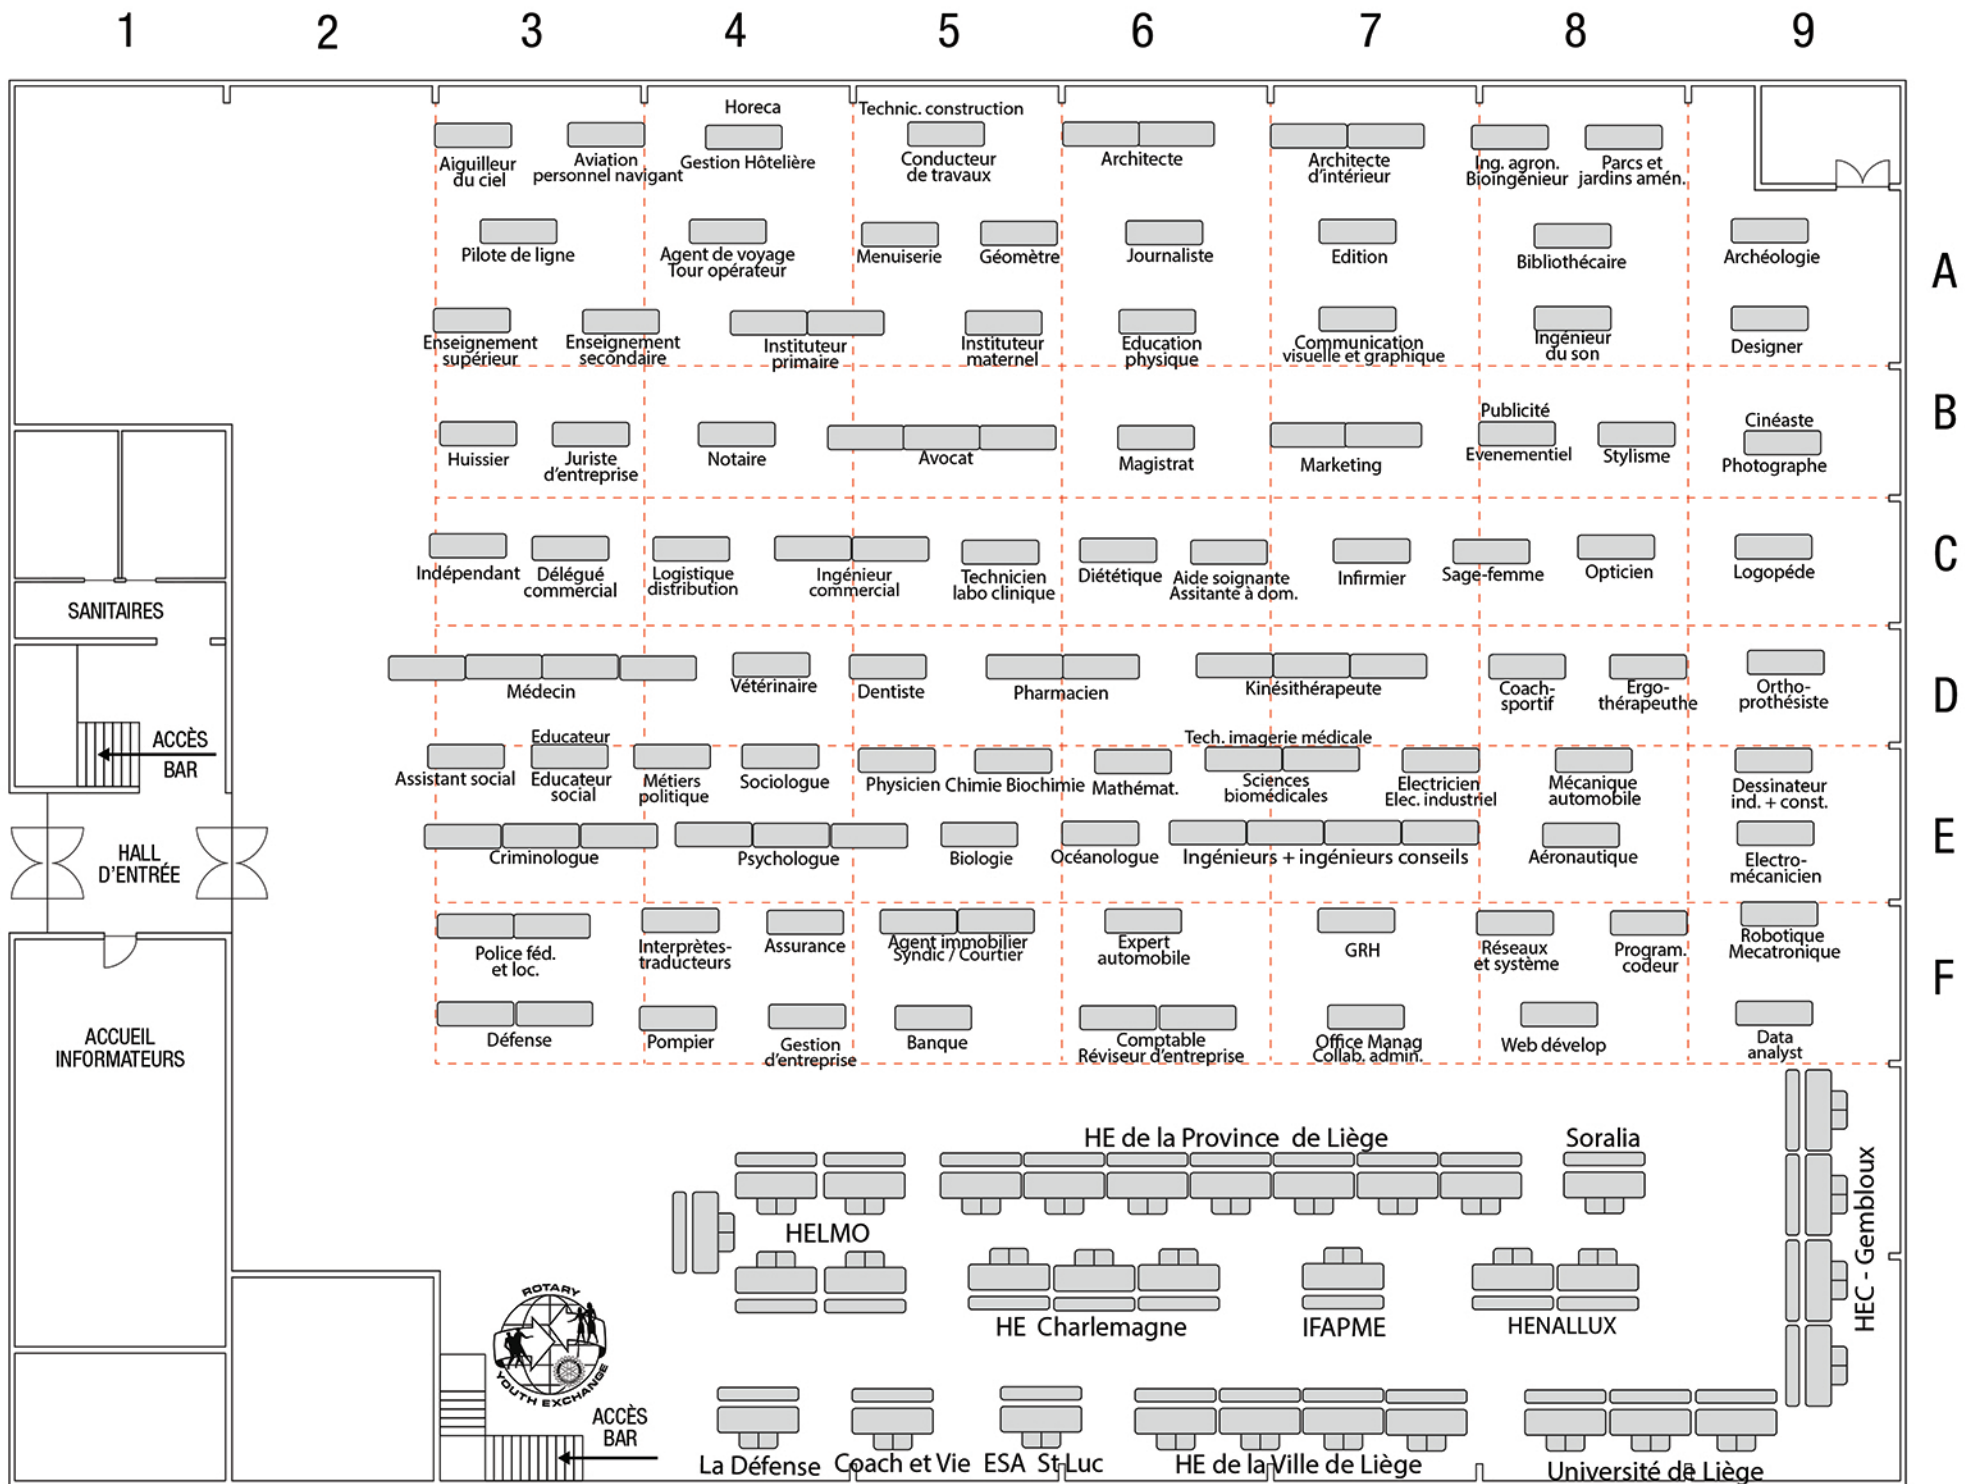 1 2 3 4 5 6 7 8 9
Horeca
Technic. construction
Aiguilleur
du ciel
Aviation
personnel navigant
Gestion Hôtelière
Conducteur
de travaux
Architecte
Architecte
d'intérieur
Ing. agron.
Bioingénieur
Parcs et
jardins amén.
Pilote de ligne
Agent de voyage
Tour opérateur
Menuiserie
Géomètre
Journaliste
Edition
Bibliothécaire
Archéologie
A
Enseignement
supérieur
Enseignement
secondaire
Instituteur
primaire
Instituteur
maternel
Education
physique
Communication
visuelle et graphique
Ingénieur
du son
Designer
B
Huissier
Juriste
d'entreprise
Notaire
Avocat
Magistrat
Marketing
Publicité
Evenementiel
Stylisme
Cinéaste
Photographe
C
Indépendant
Délégué
commercial
Logistique
distribution
Ingénieur
commercial
Technicien
labo clinique
Diététique
Aide soignante
Assitante à dom.
Infirmier
Sage-femme
Opticien
Logopéde
SANITAIRES
D
Médecin
Vétérinaire
Dentiste
Pharmacien
Kinésithérapeute
Coach-
sportif
Ergo-
thérapeuthe
Ortho-
prothésiste
ACCÈS
BAR
Assistant social
Educateur
Educateur
social
Métiers
politique
Sociologue
Physicien
Chimie Biochimie
Mathémat.
Tech. imagerie médicale
Sciences
biomédicales
Electricien
Elec. industriel
Mécanique
automobile
Dessinateur
ind. + const.
E
HALL
D'ENTRÉE
Criminologue
Psychologue
Biologie
Océanologue
Ingénieurs + ingénieurs conseils
Aéronautique
Electro-
mécanicien
F
Police féd.
et loc.
Interprètes-
traducteurs
Assurance
Agent immobilier
Syndic / Courtier
Expert
automobile
GRH
Réseaux
et système
Program.
codeur
Robotique
Mecatronique
ACCUEIL
INFORMATEURS
Défense
Pompier
Gestion
d'entreprise
Banque
Comptable
Réviseur d'entreprise
Office Manag
Collab. admin.
Web dévelop
Data
analyst
HE de la Province de Liège
Soralia
HELMO
HEC - Gembloux
HE Charlemagne
IFAPME
HENALLUX
ROTARY
YOUTH EXCHANGE
ACCÈS
BAR
La Défense
Coach et Vie
ESA St Luc
HE de la Ville de Liège
Université de Liège